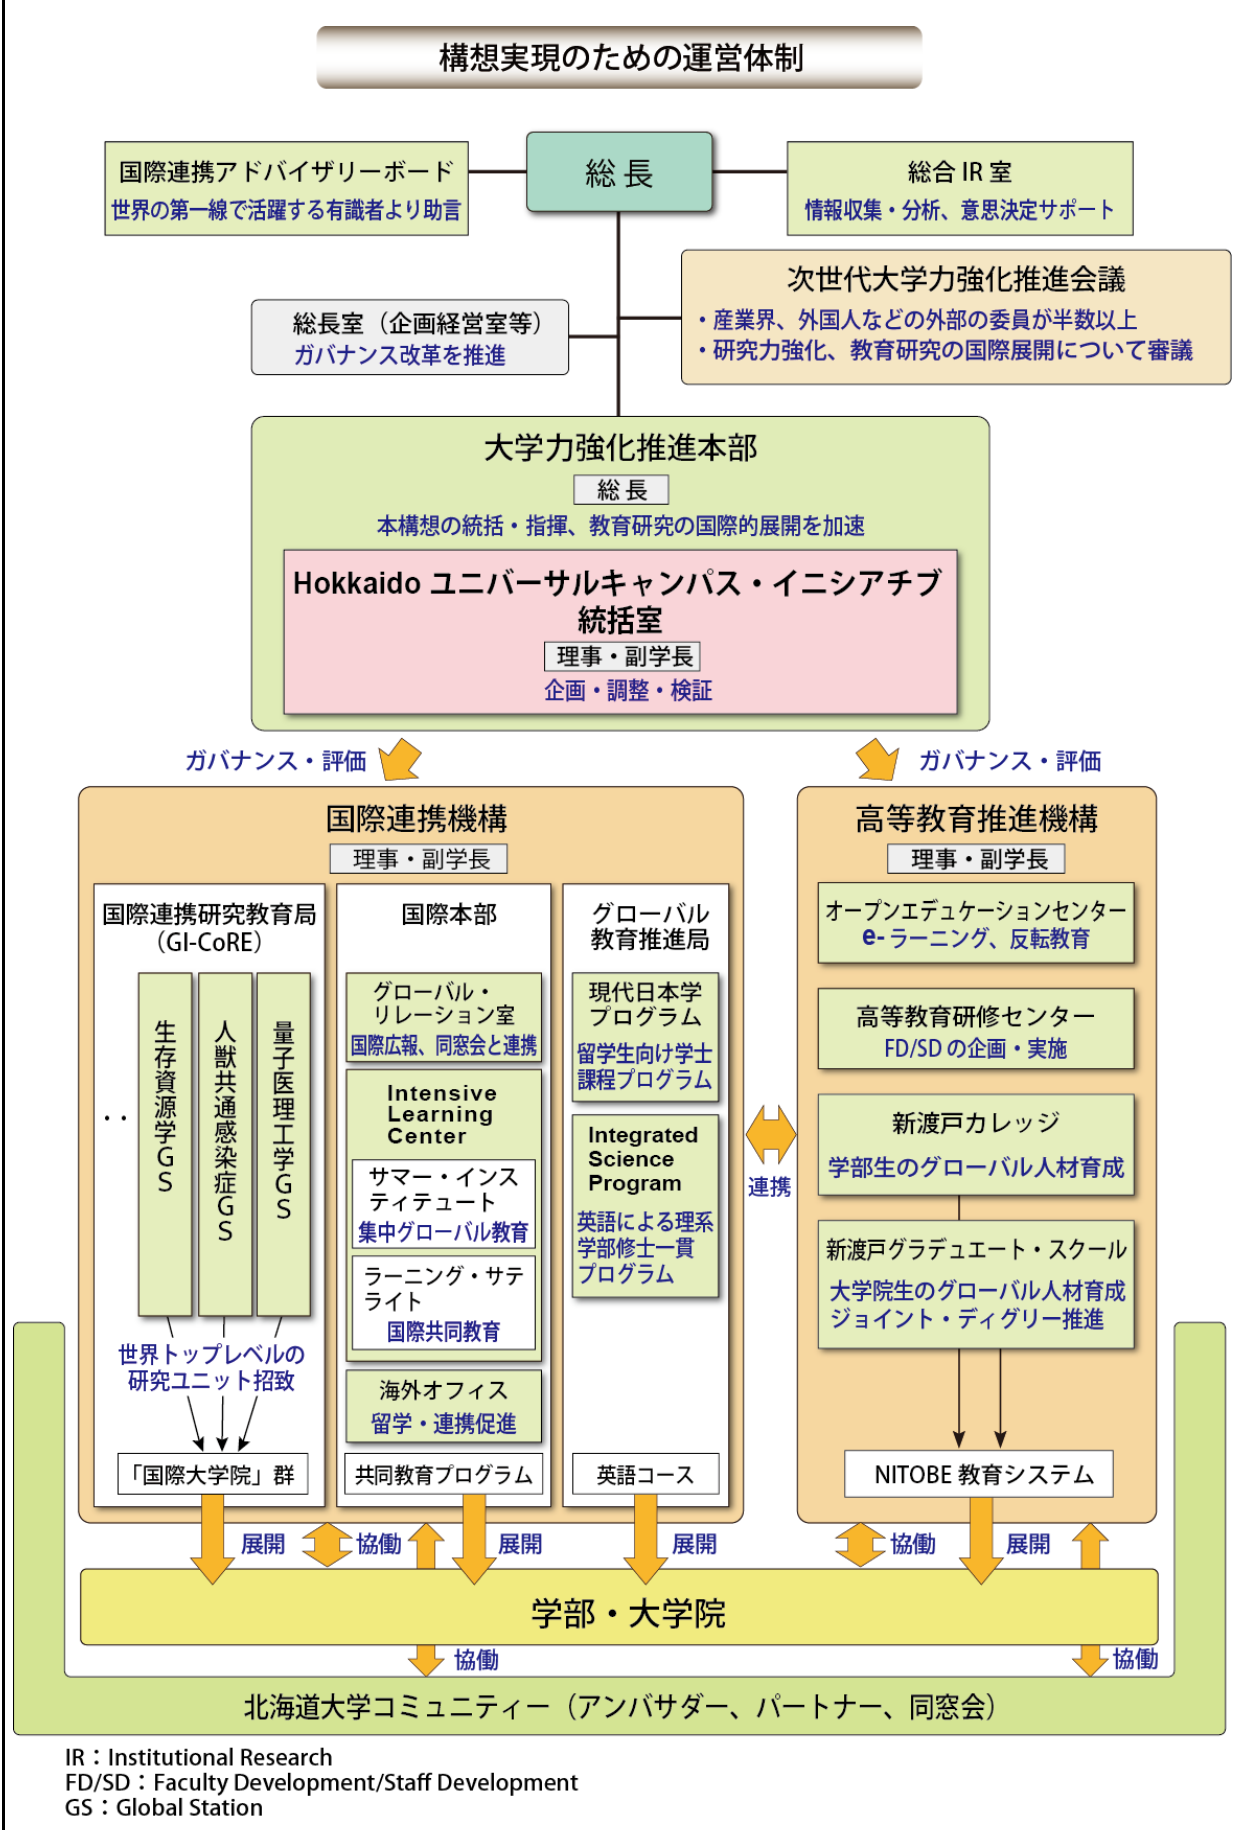 構想実現のための運営体制
国際連携アドバイザリーボード
世界の第一線で活躍する有識者より助言
総長
総合 IR 室
情報収集・分析、意思決定サポート
次世代大学力強化推進会議
・産業界、外国人などの外部の委員が半数以上
・研究力強化、教育研究の国際展開について審議
総長室（企画経営室等）
ガバナンス改革を推進
大学力強化推進本部
総長
本構想の統括・指揮、教育研究の国際的展開を加速
Hokkaido ユニバーサルキャンパス・イニシアチブ
統括室
理事・副学長
企画・調整・検証
ガバナンス・評価
ガバナンス・評価
国際連携機構
理事・副学長
国際連携研究教育局
（GI-CoRE）
・・
生存資源学GS
人獣共通感染症GS
量子医理工学GS
世界トップレベルの
研究ユニット招致
「国際大学院」群
国際本部
グローバル・
リレーション室
国際広報、同窓会と連携
Intensive
Learning
Center
サマー・インス
ティテュート
集中グローバル教育
ラーニング・サテ
ライト
国際共同教育
海外オフィス
留学・連携促進
共同教育プログラム
グローバル
教育推進局
現代日本学
プログラム
留学生向け学士
課程プログラム
Integrated
Science
Program
英語による理系
学部修士一貫
プログラム
英語コース
連携
高等教育推進機構
理事・副学長
オープンエデュケーションセンター
e-ラーニング、反転教育
高等教育研修センター
FD/SD の企画・実施
新渡戸カレッジ
学部生のグローバル人材育成
新渡戸グラデュエート・スクール
大学院生のグローバル人材育成
ジョイント・ディグリー推進
NITOBE 教育システム
展開
協働
展開
展開
協働
展開
学部・大学院
協働
協働
北海道大学コミュニティー（アンバサダー、パートナー、同窓会）
IR：Institutional Research
FD/SD：Faculty Development/Staff Development
GS：Global Station